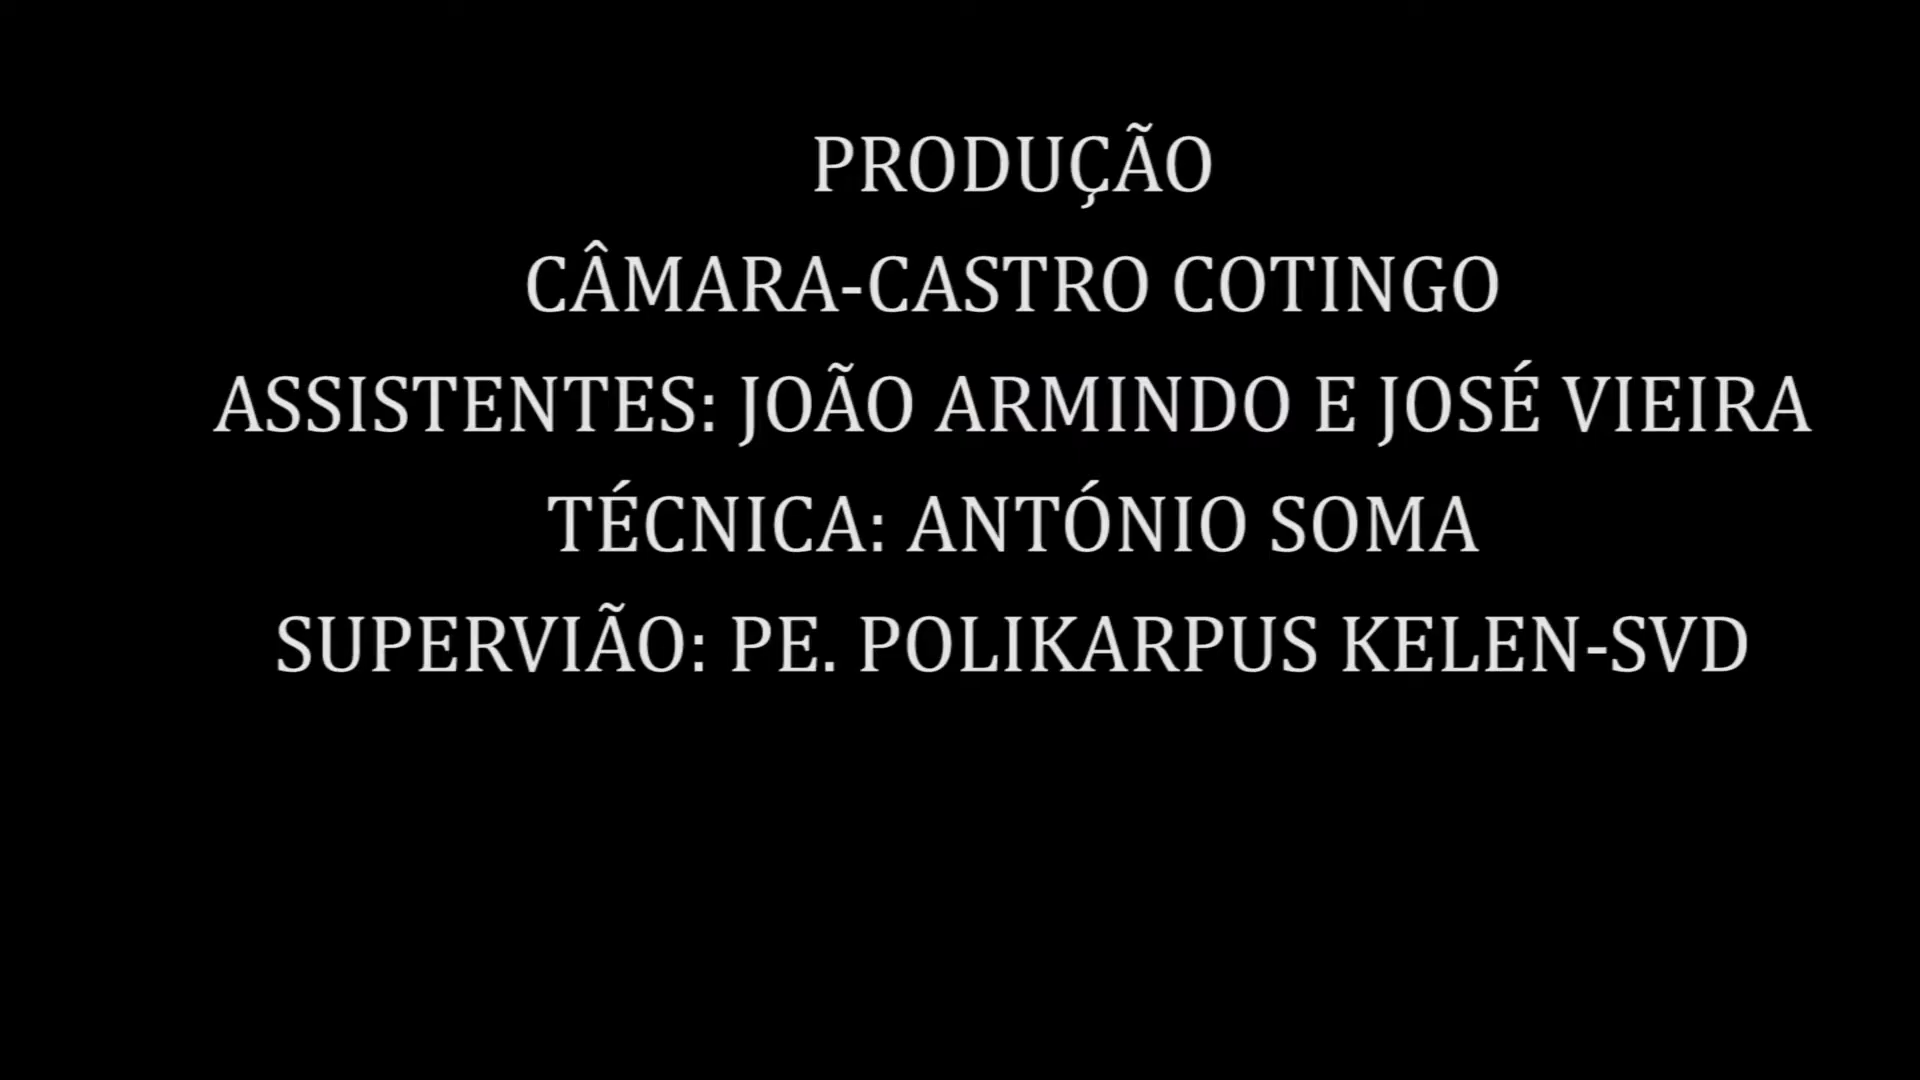 PRODUÇÃO
CÂMARA-CASTRO COTINGO
ASSISTENTES: JOÃO ARMINDO E JOSÉ VIEIRA
TÉCNICA: ANTÓNIO SOMA
SUPERVIÃO: PE. POLIKARPUS KELEN-SVD